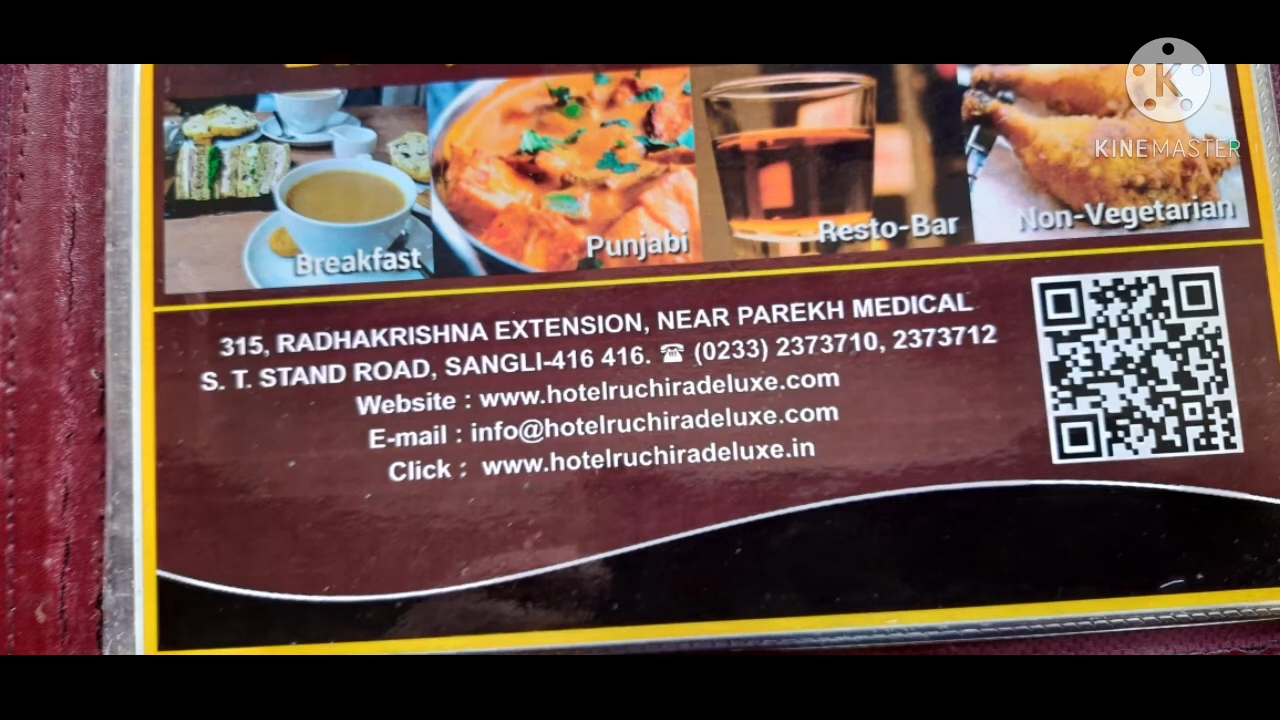 KINEMASTER
Breakfast
Punjabi
Resto-Bar
Non-Vegetarian
315, RADHAKRISHNA EXTENSION, NEAR PAREKH MEDICAL
S. T. STAND ROAD, SANGLI-416 416. ☎ (0233) 2373710, 2373712
Website : www.hotelruchiradeluxe.com
E-mail : info@hotelruchiradeluxe.com
Click : www.hotelruchiradeluxe.in